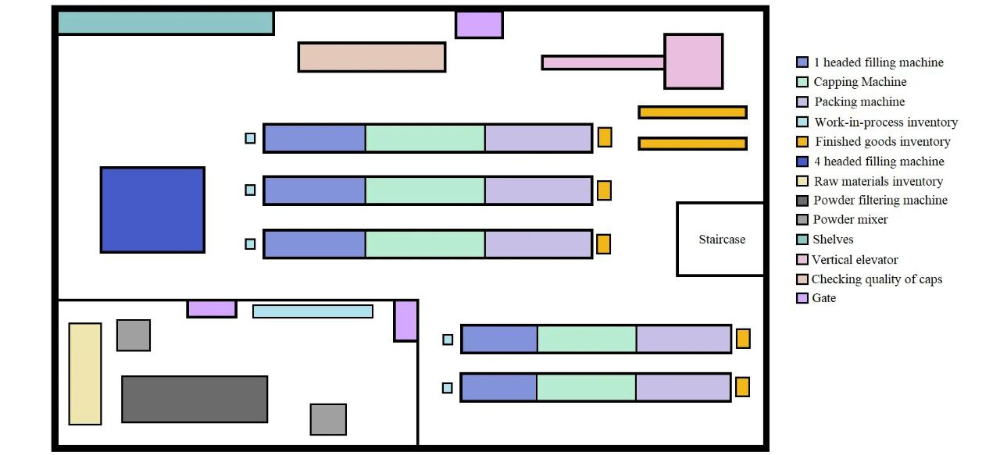 1 headed filling machine
Capping Machine
Packing machine
Work-in-process inventory
Finished goods inventory
4 headed filling machine
Raw materials inventory
Powder filtering machine
Powder mixer
Shelves
Staircase
Vertical elevator
Checking quality of caps
Gate